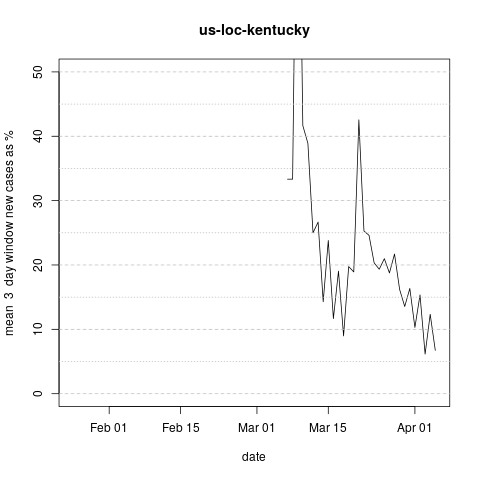 us-loc-kentucky
mean 3 day window new cases as %
50
40
30
20
10
0
Feb 01
Feb 15
Mar 01
Mar 15
Apr 01
date